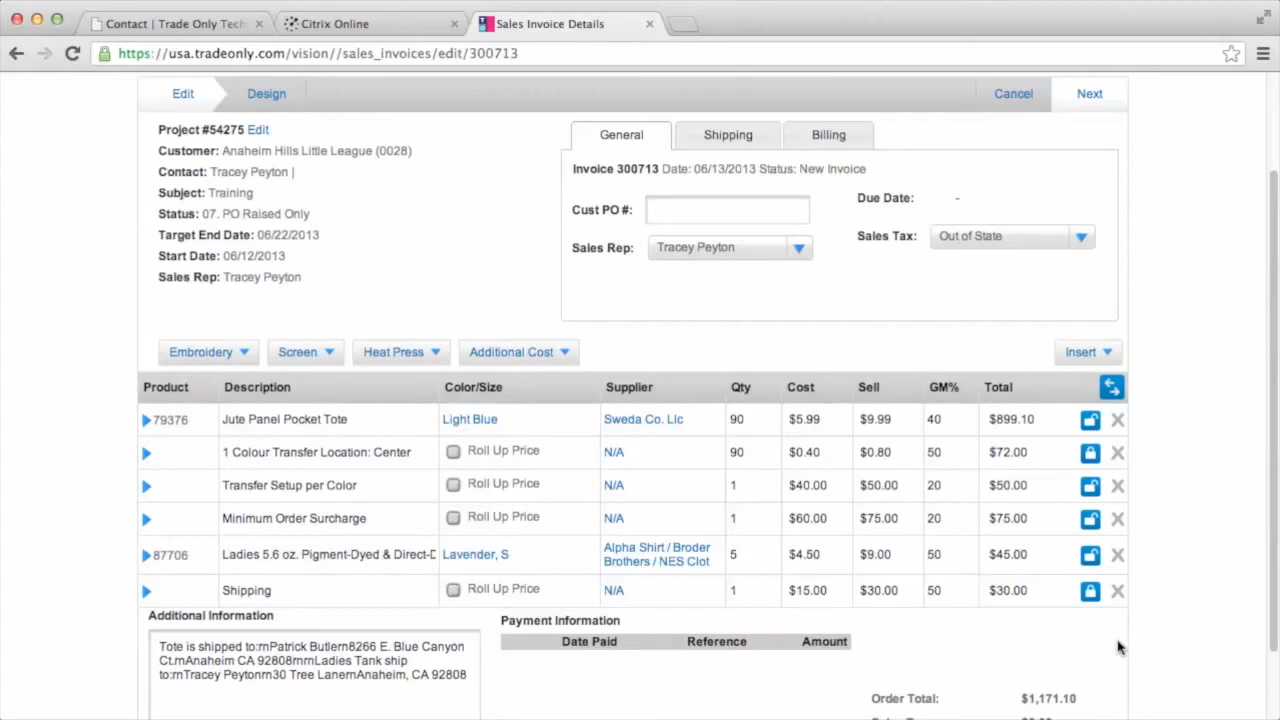 Contact | Trade Only Tech
Citrix Online
Sales Invoice Details
https://usa.tradeonly.com/vision//sales_invoices/edit/300713
Edit Design Cancel Next
Project #54275 Edit
Customer: Anaheim Hills Little League (0028)
Contact: Tracey Peyton |
Subject: Training
Status: 07. PO Raised Only
Target End Date: 06/22/2013
Start Date: 06/12/2013
Sales Rep: Tracey Peyton
General Shipping Billing
Invoice 300713 Date: 06/13/2013 Status: New Invoice
Cust PO #:
Sales Rep: Tracey Peyton
Due Date: -
Sales Tax: Out of State
Embroidery Screen Heat Press Additional Cost Insert
Product Description Color/Size Supplier Qty Cost Sell GM% Total
79376 Jute Panel Pocket Tote Light Blue Sweda Co. Llc 90 $5.99 $9.99 40 $899.10
1 Colour Transfer Location: Center Roll Up Price N/A 90 $0.40 $0.80 50 $72.00
Transfer Setup per Color Roll Up Price N/A 1 $40.00 $50.00 20 $50.00
Minimum Order Surcharge Roll Up Price N/A 1 $60.00 $75.00 20 $75.00
87706 Ladies 5.6 oz. Pigment-Dyed & Direct-D Lavender, S Alpha Shirt / Broder Brothers / NES Clot 5 $4.50 $9.00 50 $45.00
Shipping Roll Up Price N/A 1 $15.00 $30.00 50 $30.00
Additional Information
Tote is shipped to:rnPatrick Butlern8266 E. Blue Canyon
Ct.rnAnaheim CA 92808rnrnLadies Tank ship
to:rnTracey Peytonrn30 Tree LanernAnaheim, CA 92808
Payment Information
Date Paid Reference Amount
Order Total: $1,171.10